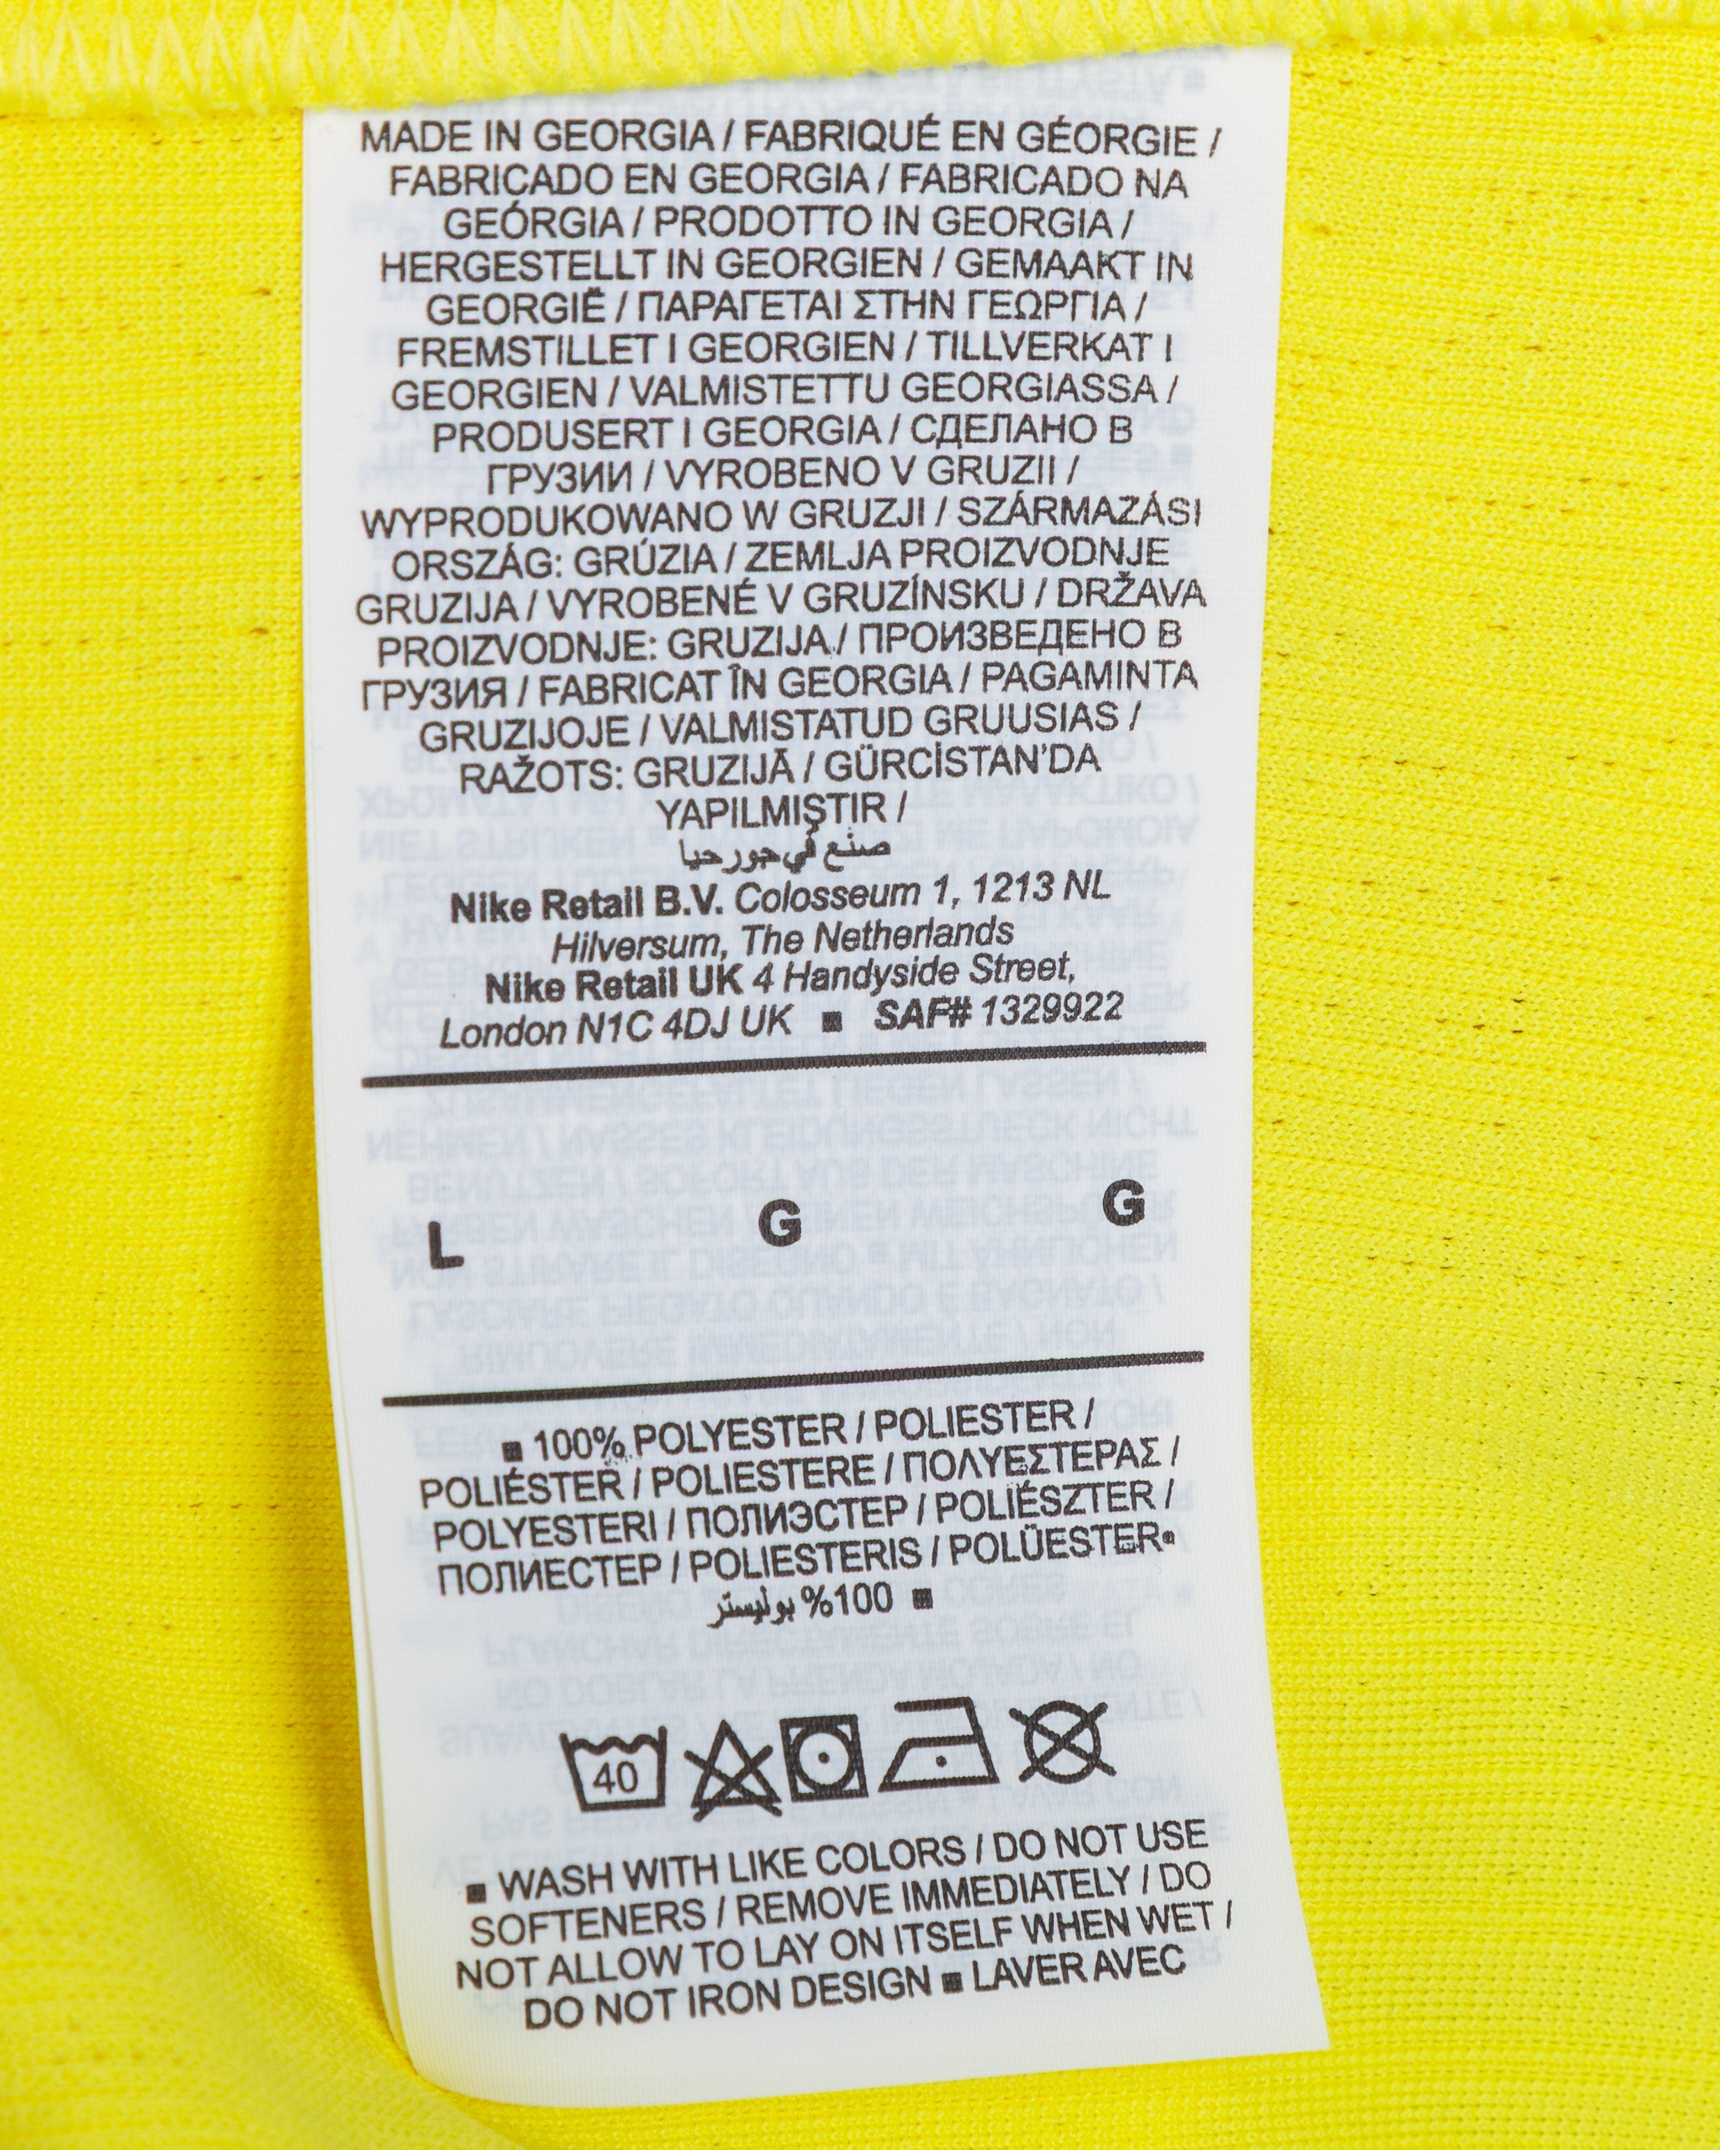 MADE IN GEORGIA / FABRIQUÉ EN GÉORGIE /
FABRICADO EN GEORGIA / FABRICADO NA
GEÓRGIA / PRODOTTO IN GEORGIA /
HERGESTELLT IN GEORGIEN / GEMAAKT IN
GEORGIË / ΠΑΡΑΓΕΤΑΙ ΣΤΗΝ ΓΕΩΡΓΙΑ /
FREMSTILLET I GEORGIEN / TILLVERKAT I
GEORGIEN / VALMISTETTU GEORGIASSA /
PRODUSERT I GEORGIA / СДЕЛАНО В
ГРУЗИИ / VYROBENO V GRUZII /
WYPRODUKOWANO W GRUZJI / SZÁRMAZÁSI
ORSZÁG: GRÚZIA / ZEMLJA PROIZVODNJE
GRUZIJA / VYROBENÉ V GRUZÍNSKU / DRŽAVA
PROIZVODNJE: GRUZIJA / ПРОИЗВЕДЕНО В
ГРУЗИЯ / FABRICAT ÎN GEORGIA / PAGAMINTA
GRUZIJOJE / VALMISTATUD GRUUSIAS /
RAŽOTS: GRUZIJĀ / GÜRCİSTAN'DA
YAPILMIŞTIR /
صنع في جورجيا
Nike Retail B.V. Colosseum 1, 1213 NL
Hilversum, The Netherlands
Nike Retail UK 4 Handyside Street,
London N1C 4DJ UK ■ SAF# 1329922
L G G
■ 100% POLYESTER / POLIESTER /
POLIÉSTER / POLIESTERE / ΠΟΛΥΕΣΤΕΡΑΣ /
POLYESTERI / ПОЛИЭСТЕР / POLIÉSZTER /
ПОЛИЕСТЕР / POLIESTERIS / POLÜESTER■
100% بوليستر ■
40
■ WASH WITH LIKE COLORS / DO NOT USE
SOFTENERS / REMOVE IMMEDIATELY / DO
NOT ALLOW TO LAY ON ITSELF WHEN WET /
DO NOT IRON DESIGN ■ LAVER AVEC